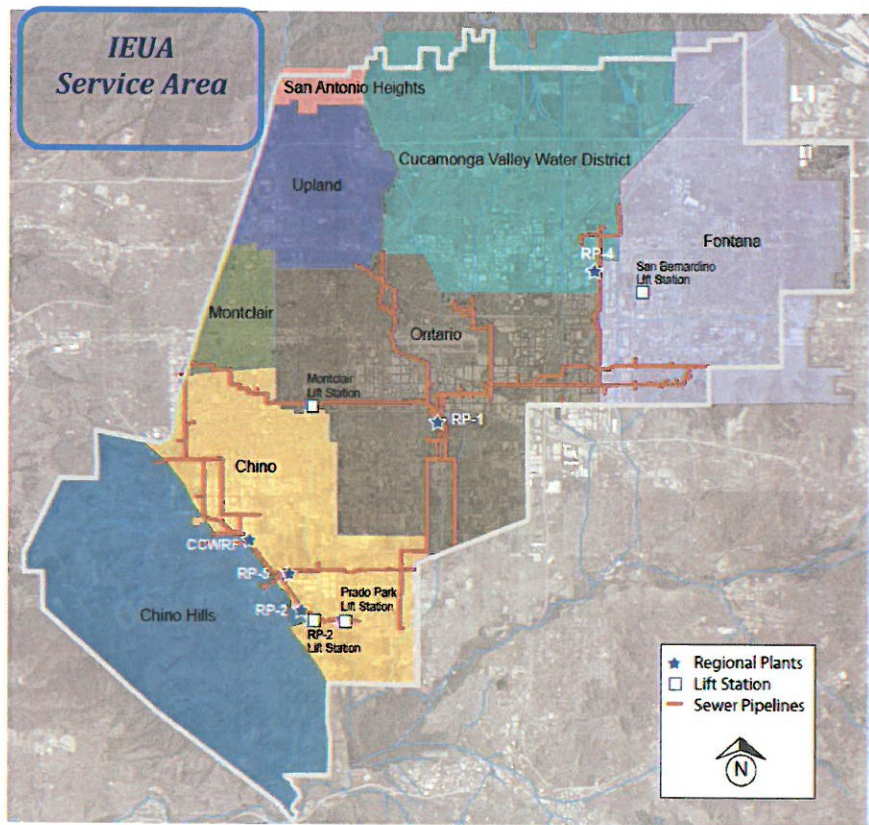 IEUA
Service Area
San Antonio Heights
Cucamonga Valley Water District
Upland
Fontana
RP-4
San Bernardino
Lift Station
Montclair
Ontario
Montclair
Lift Station
RP-1
Chino
CCWRF
RP-5
Prado Park
Lift Station
RP-2
Chino Hills
RP-2
Lift Station
Regional Plants
Lift Station
Sewer Pipelines
N